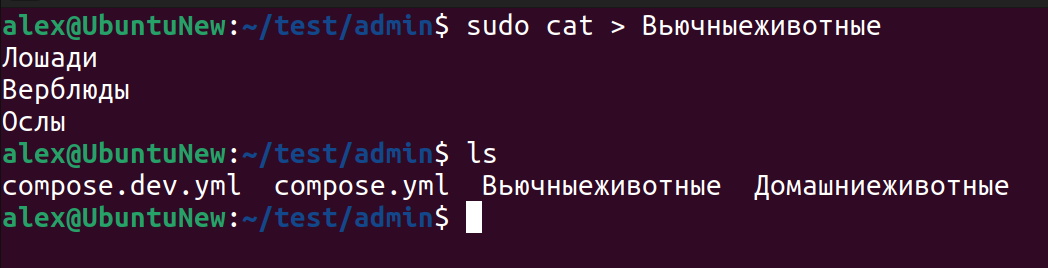 alex@UbuntuNew:~/test/admin$ sudo cat > Вьючныеживотные
Лошади
Верблюды
Ослы
alex@UbuntuNew:~/test/admin$ ls
compose.dev.yml  compose.yml  Вьючныеживотные  Домашниеживотные
alex@UbuntuNew:~/test/admin$